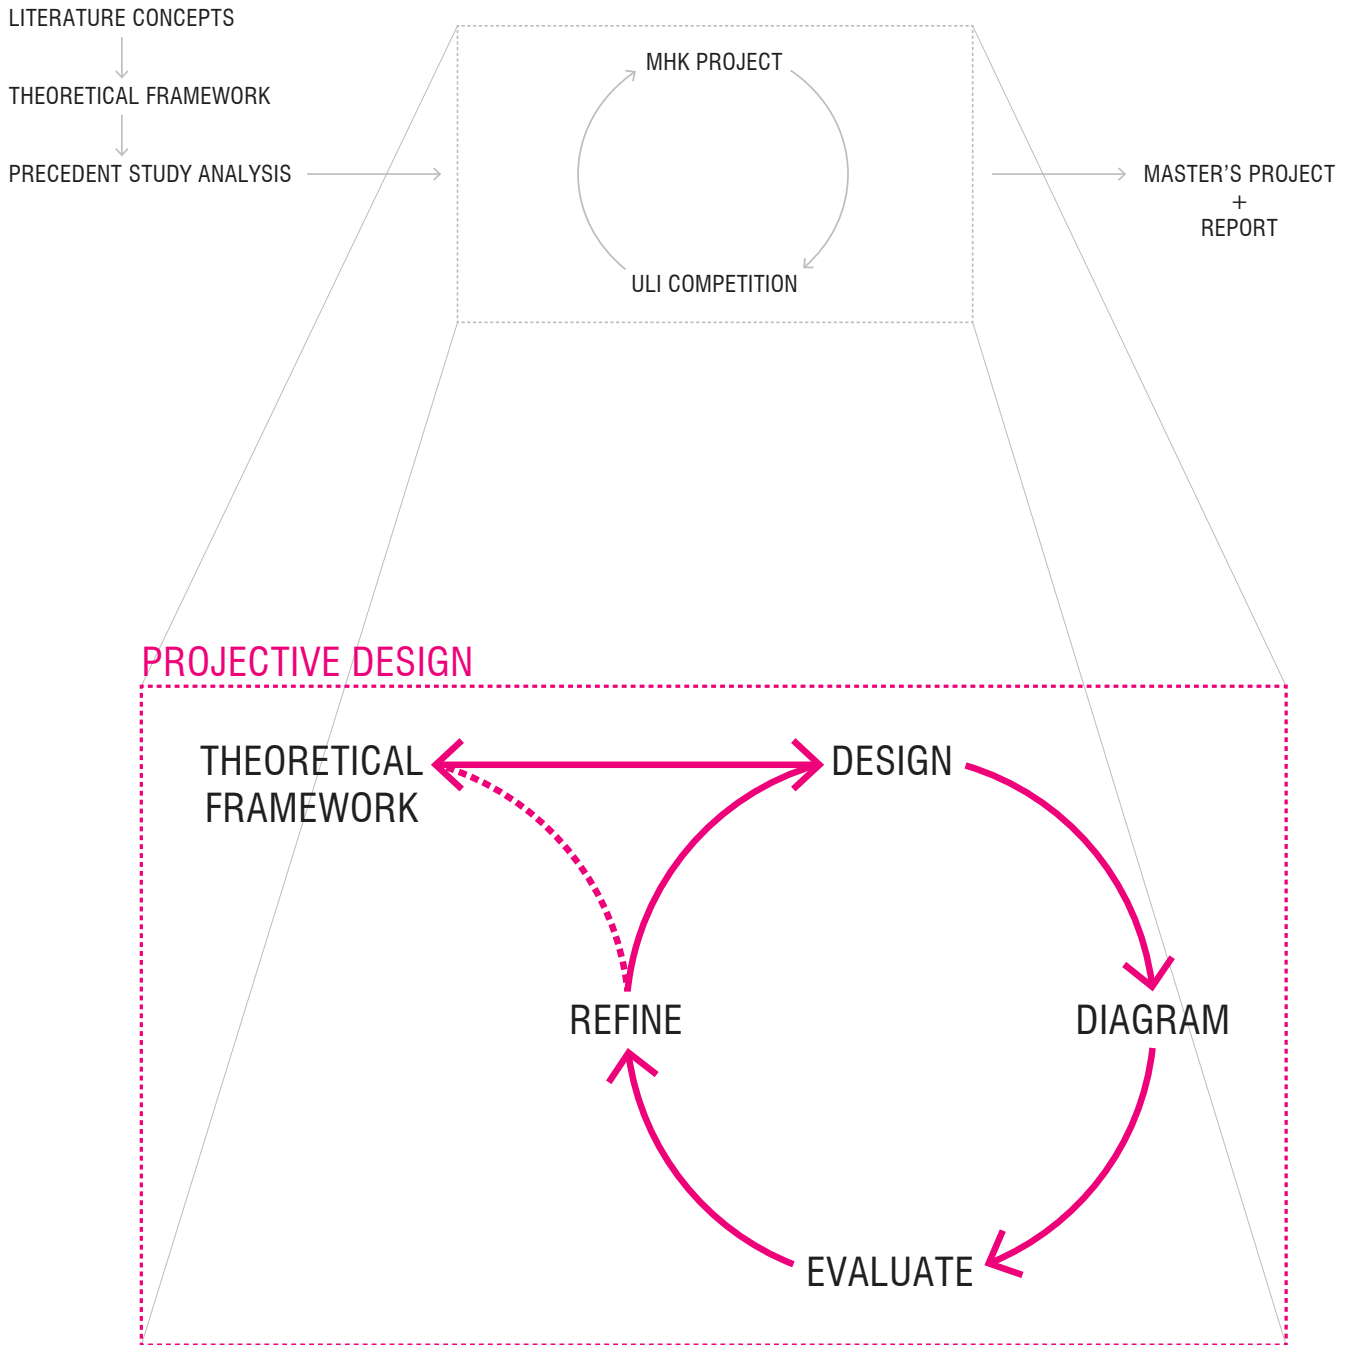 LITERATURE CONCEPTS
THEORETICAL FRAMEWORK
PRECEDENT STUDY ANALYSIS
MHK PROJECT
ULI COMPETITION
MASTER'S PROJECT
+
REPORT
PROJECTIVE DESIGN
THEORETICAL
FRAMEWORK
DESIGN
REFINE
DIAGRAM
EVALUATE